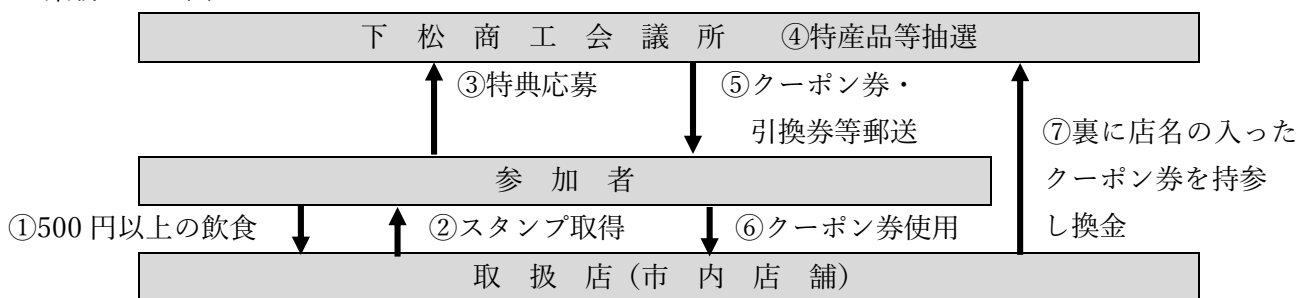 下松商工会議所 ④特産品等抽選
③特典応募
⑤クーポン券・
引換券等郵送
⑦裏に店名の入った
クーポン券を持参
し換金
参加者
①500円以上の飲食
②スタンプ取得
⑥クーポン券使用
取扱店(市内店舗)